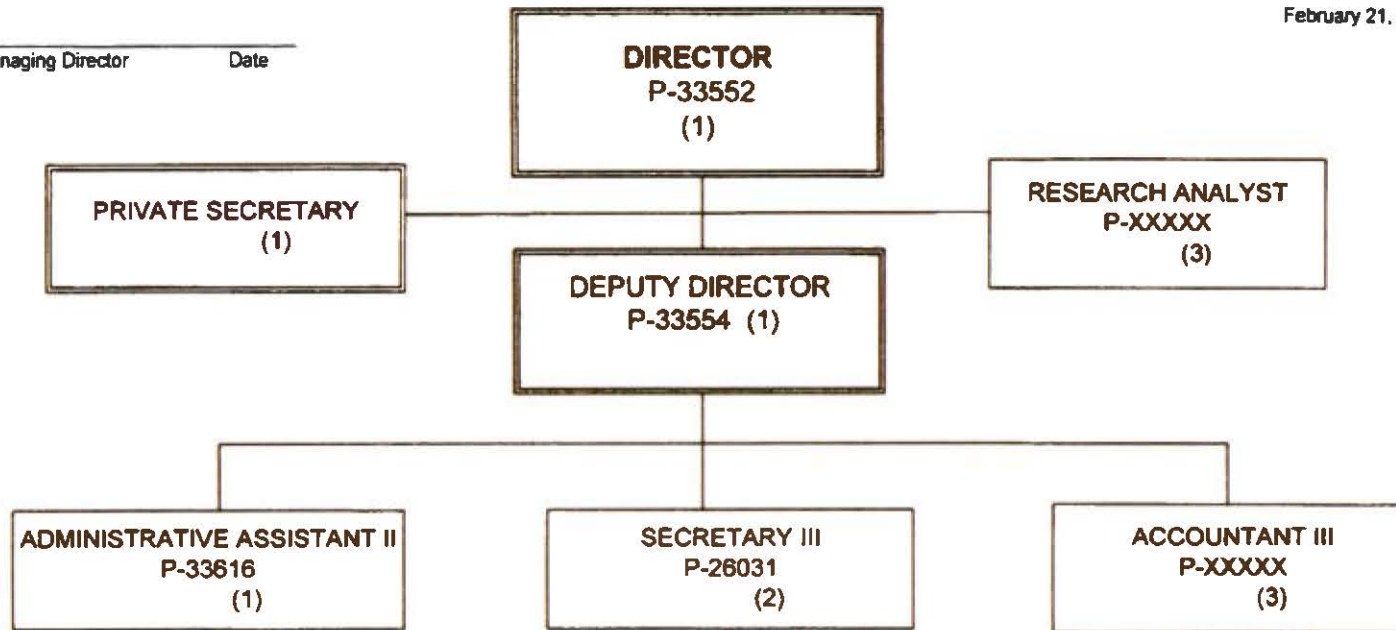 February 21,
naging Director Date
DIRECTOR
P-33552
(1)
PRIVATE SECRETARY
(1)
RESEARCH ANALYST
P-XXXXX
(3)
DEPUTY DIRECTOR
P-33554 (1)
ADMINISTRATIVE ASSISTANT II
P-33616
(1)
SECRETARY III
P-26031
(2)
ACCOUNTANT III
P-XXXXX
(3)